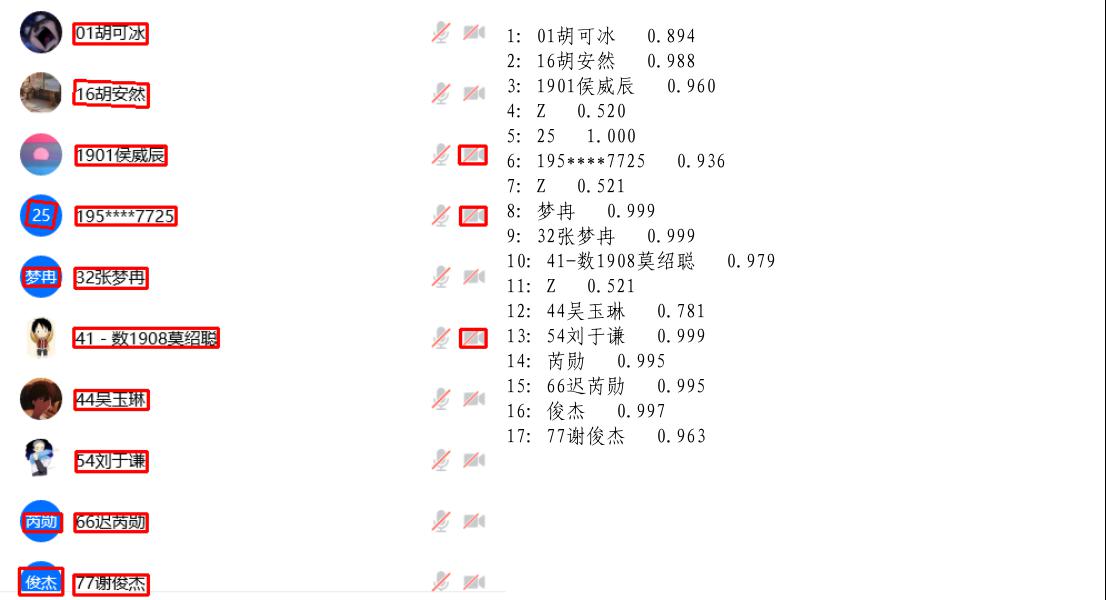 01胡可冰
16胡安然
1901侯威辰
25
195****7725
梦冉
32张梦冉
41 - 数1908莫绍聪
44吴玉琳
54刘于谦
芮勋
66迟芮勋
俊杰
77谢俊杰
1: 01胡可冰 0.894
2: 16胡安然 0.988
3: 1901侯威辰 0.960
4: Z 0.520
5: 25 1.000
6: 195****7725 0.936
7: Z 0.521
8: 梦冉 0.999
9: 32张梦冉 0.999
10: 41-数1908莫绍聪 0.979
11: Z 0.521
12: 44吴玉琳 0.781
13: 54刘于谦 0.999
14: 芮勋 0.995
15: 66迟芮勋 0.995
16: 俊杰 0.997
17: 77谢俊杰 0.963